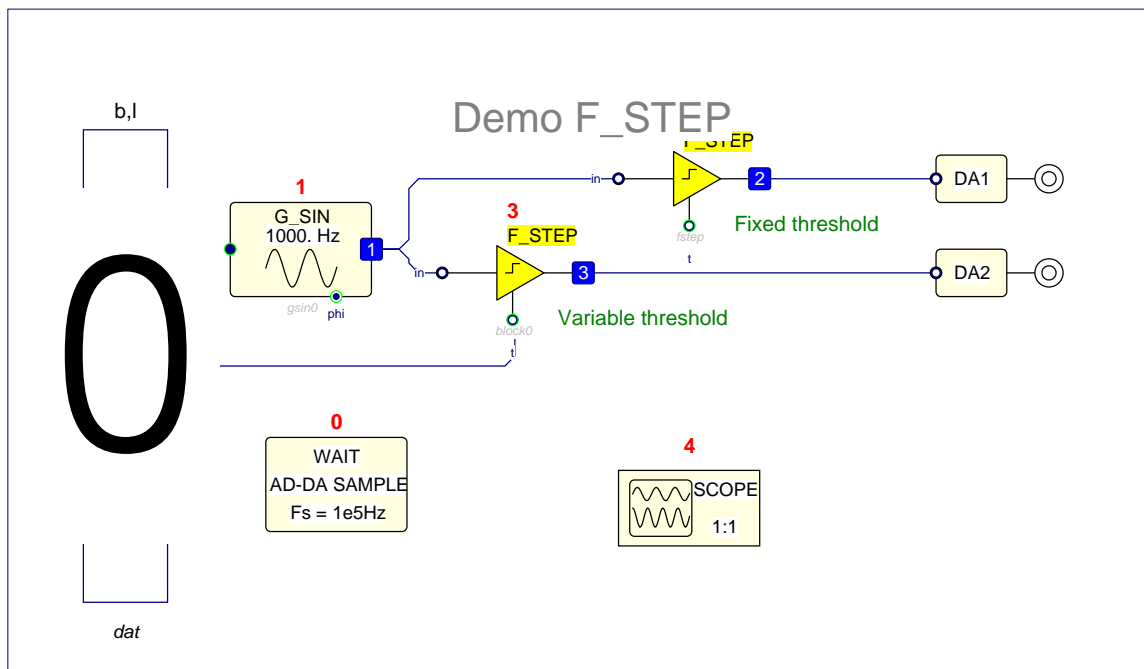 Demo F_STEP
b,I
F_STEP
in
2
DA1
1
G_SIN
1000. Hz
1
gsin0
phi
3
F_STEP
in
3
fstep
t
Fixed threshold
DA2
block0
t
Variable threshold
0
0
WAIT
AD-DA SAMPLE
Fs = 1e5Hz
4
SCOPE
1:1
dat